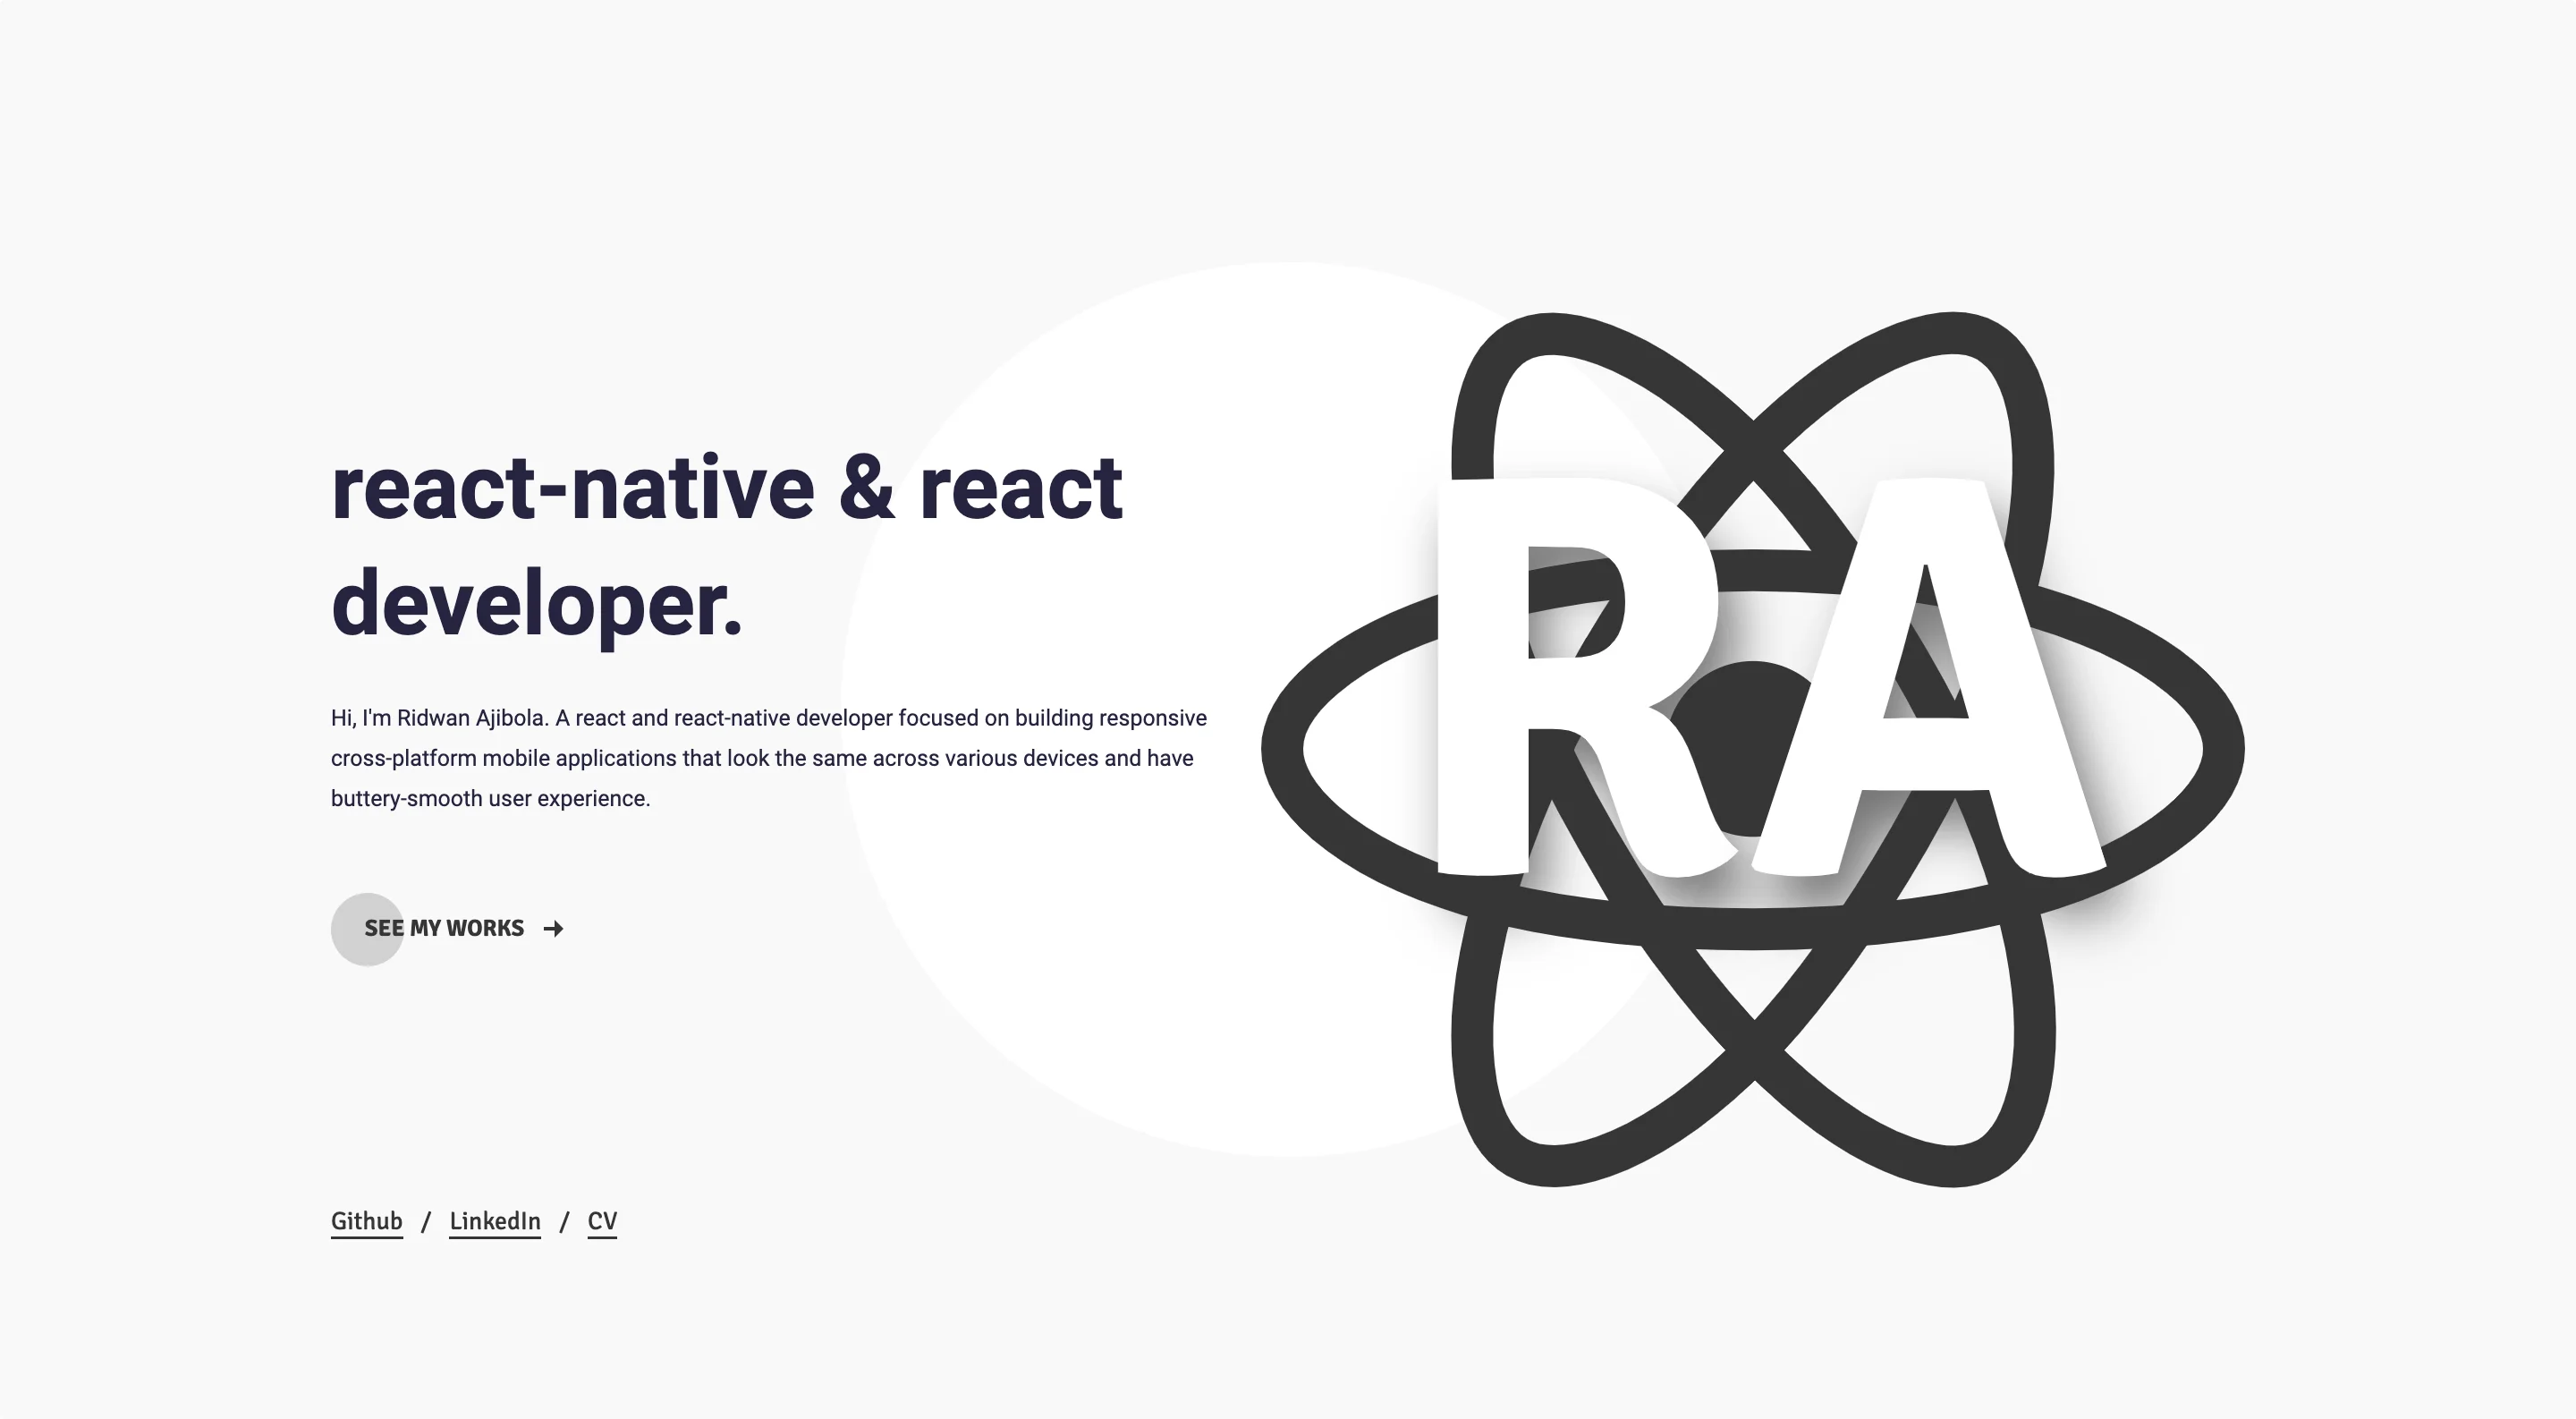 react-native & react
developer.
Hi, I'm Ridwan Ajibola. A react and react-native developer focused on building responsive
cross-platform mobile applications that look the same across various devices and have
buttery-smooth user experience.
SEE MY WORKS →
Github / LinkedIn / CV
RA